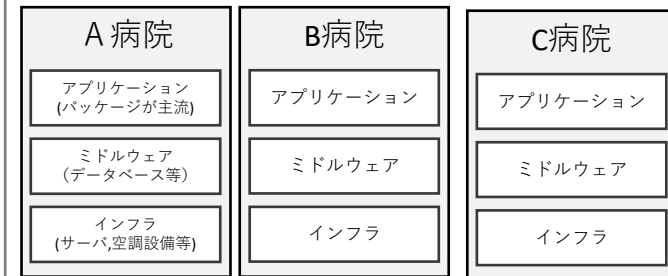 A 病院
アプリケーション
(パッケージが主流)
ミドルウェア
（データベース等）
インフラ
(サーバ,空調設備等)
B病院
アプリケーション
ミドルウェア
インフラ
C病院
アプリケーション
ミドルウェア
インフラ